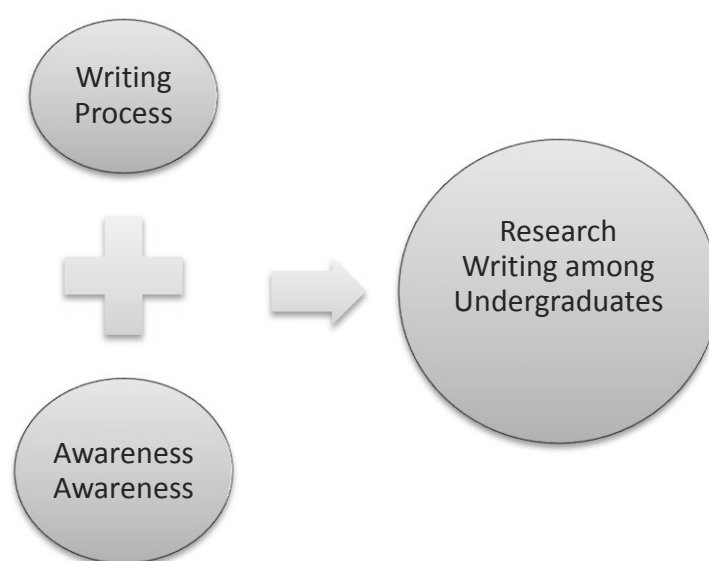 Writing
Process
Awareness
Awareness
Research
Writing among
Undergraduates